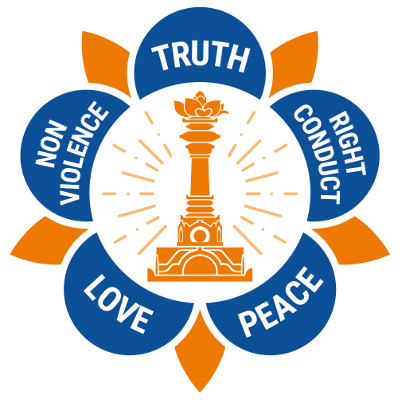 TRUTH
RIGHT
CONDUCT
PEACE
LOVE
NON
VIOLENCE